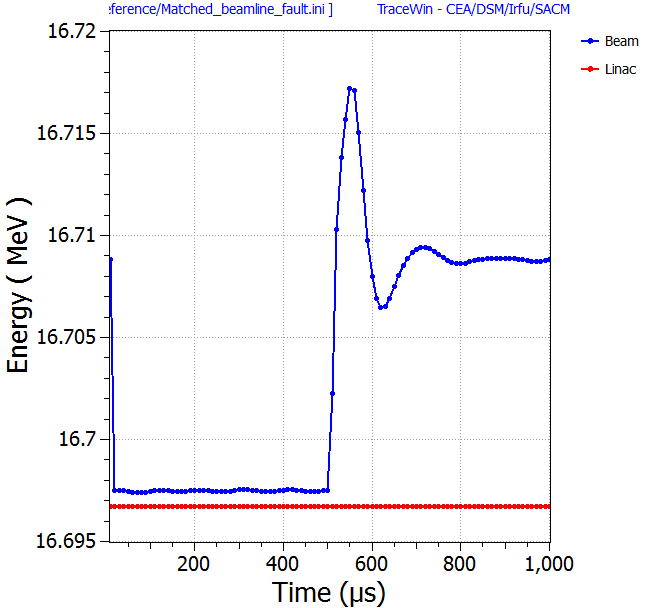 eference/Matched_beamline_fault.ini ] TraceWin - CEA/DSM/Irfu/SACM
16.72
Beam
Linac
16.715
16.71
16.705
16.7
16.695
Energy ( MeV )
200 400 600 800 1,000
Time (µs)